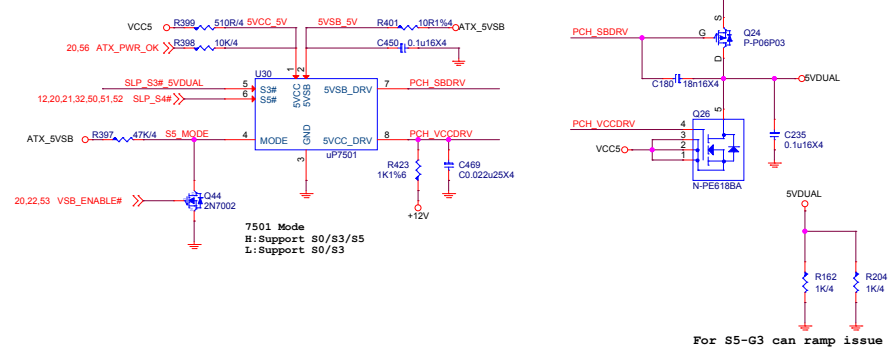 VCC5 R399 510R/4 5VCC_5V 5VSB_5V R401 10R1%4 ATX_5VSB
20,56 ATX_PWR_OK R398 10K/4 C450 0.1u16X4
U30
1 2
SLP_S3#_5VDUAL 5 S3# 5VCC 5VSB 5VSB_DRV 7 PCH_SBDRV
12,20,21,32,50,51,52 SLP_S4# 6 S5#
ATX_5VSB R397 47K/4 S5_MODE 4 MODE GND 5VCC_DRV 8 PCH_VCCDRV
uP7501
3
R423
1K1%6
C469
C0.022u25X4
+12V
20,22,53 VSB_ENABLE# Q44
2N7002
7501 Mode
H:Support S0/S3/S5
L:Support S0/S3
S
PCH_SBDRV G Q24
P-P06P03
D
C180 18n16X4 5VDUAL
5
Q26
PCH_VCCDRV 4
3
VCC5 2
1
N-PE618BA
C235
0.1u16X4
5VDUAL
R162
1K/4
R204
1K/4
For S5-G3 can ramp issue